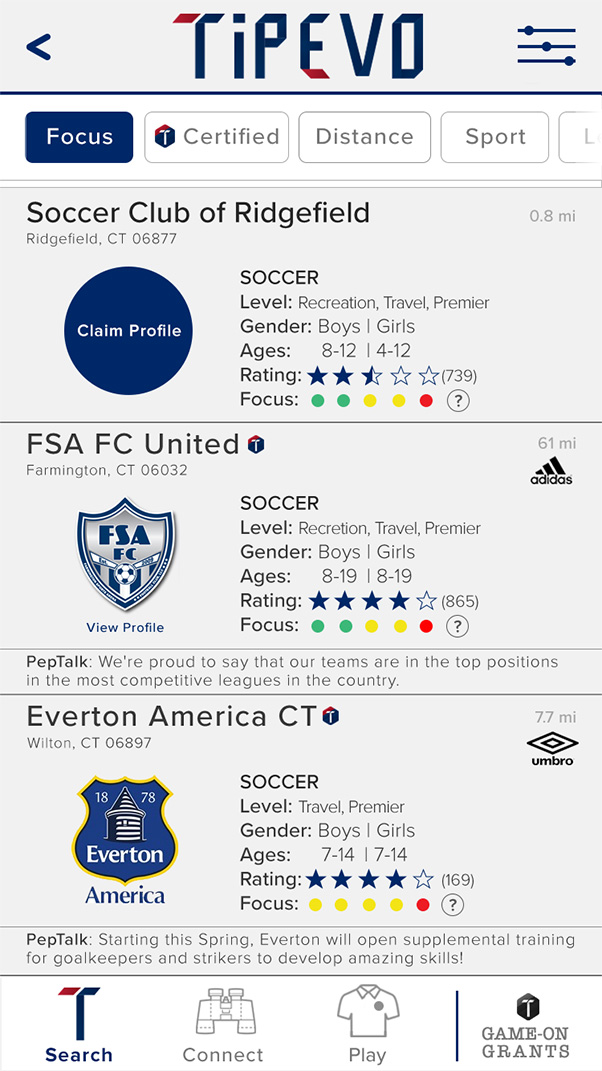 <
TiPEVO
Focus
T Certified
Distance
Sport
L
Soccer Club of Ridgefield
0.8 mi
Ridgefield, CT 06877
Claim Profile
SOCCER
Level: Recreation, Travel, Premier
Gender: Boys | Girls
Ages: 8-12 | 4-12
Rating: (739)
Focus: ?
FSA FC United T
61 mi
Farmington, CT 06032
adidas
FSA
FC
Est. 2009
View Profile
SOCCER
Level: Recretion, Travel, Premier
Gender: Boys | Girls
Ages: 8-19 | 8-19
Rating: (865)
Focus: ?
PepTalk: We're proud to say that our teams are in the top positions
in the most competitive leagues in the country.
Everton America CT T
7.7 mi
Wilton, CT 06897
umbro
18 78
Everton
America
SOCCER
Level: Travel, Premier
Gender: Boys | Girls
Ages: 7-14 | 7-14
Rating: (169)
Focus: ?
PepTalk: Starting this Spring, Everton will open supplemental training
for goalkeepers and strikers to develop amazing skills!
T
Search
Connect
Play
T
GAME-ON
GRANTS